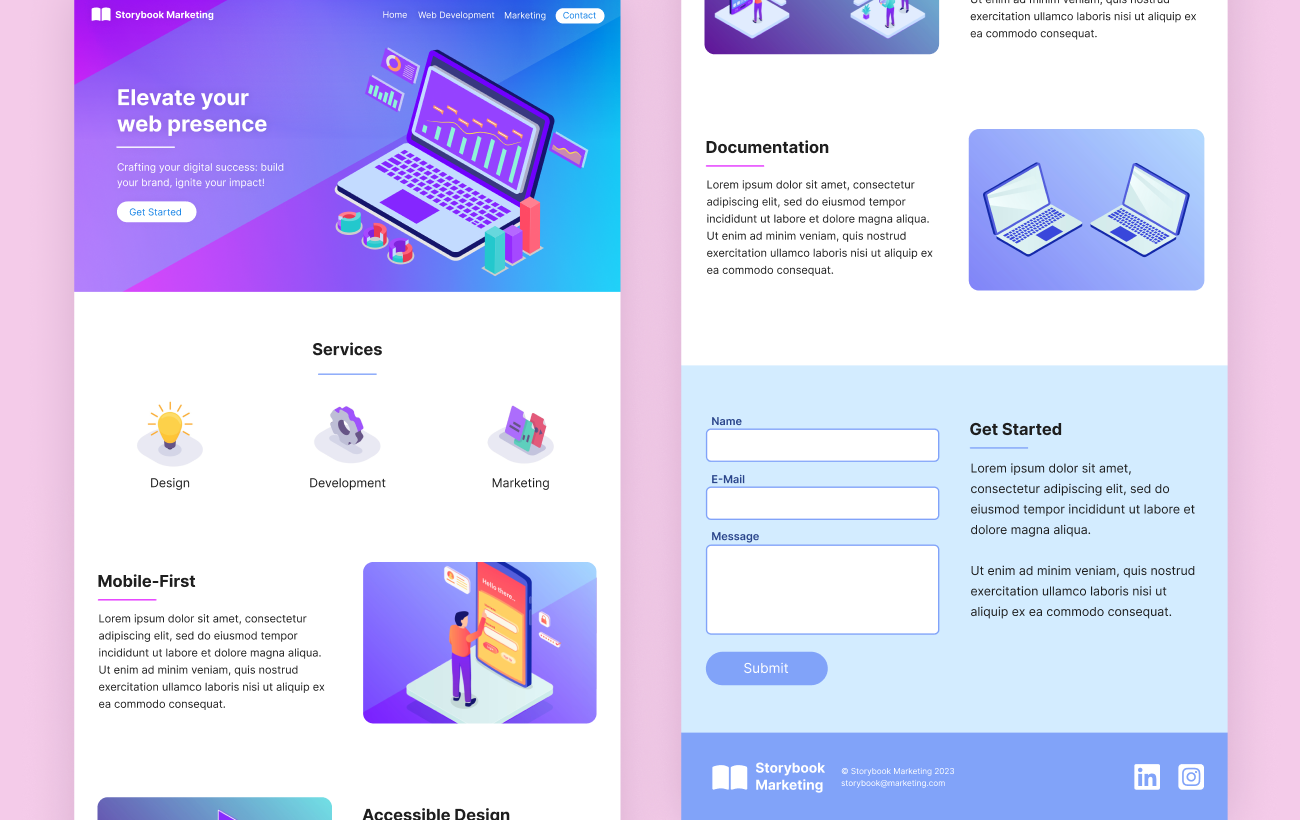 Storybook Marketing
Home Web Development Marketing Contact
Elevate your
web presence
Crafting your digital success: build
your brand, ignite your impact!
Get Started
Services
Design
Development
Marketing
Mobile-First
Lorem ipsum dolor sit amet, consectetur
adipiscing elit, sed do eiusmod tempor
incididunt ut labore et dolore magna aliqua.
Ut enim ad minim veniam, quis nostrud
exercitation ullamco laboris nisi ut aliquip ex
ea commodo consequat.
Hello there...
Accessible Design
Ut enim ad minim veniam, quis nostrud
exercitation ullamco laboris nisi ut aliquip ex
ea commodo consequat.
Documentation
Lorem ipsum dolor sit amet, consectetur
adipiscing elit, sed do eiusmod tempor
incididunt ut labore et dolore magna aliqua.
Ut enim ad minim veniam, quis nostrud
exercitation ullamco laboris nisi ut aliquip ex
ea commodo consequat.
Name
E-Mail
Message
Submit
Get Started
Lorem ipsum dolor sit amet,
consectetur adipiscing elit, sed do
eiusmod tempor incididunt ut labore et
dolore magna aliqua.
Ut enim ad minim veniam, quis nostrud
exercitation ullamco laboris nisi ut
aliquip ex ea commodo consequat.
Storybook
Marketing
© Storybook Marketing 2023
storybook@marketing.com
in